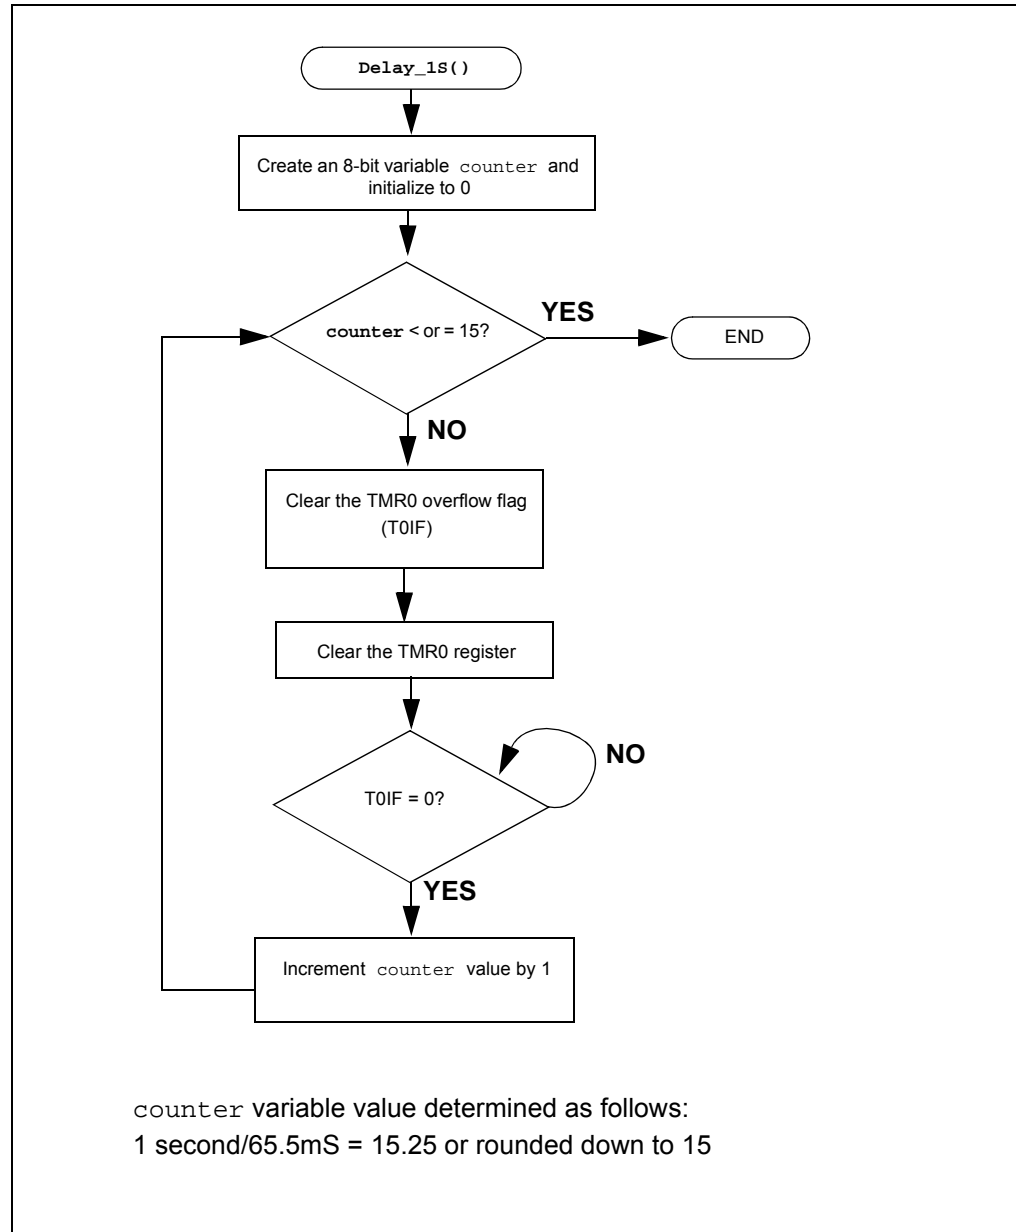 Delay_1S()
Create an 8-bit variable counter and
initialize to 0
counter < or = 15?
YES
END
NO
Clear the TMR0 overflow flag
(T0IF)
Clear the TMR0 register
T0IF = 0?
NO
YES
Increment counter value by 1
counter variable value determined as follows:
1 second/65.5mS = 15.25 or rounded down to 15